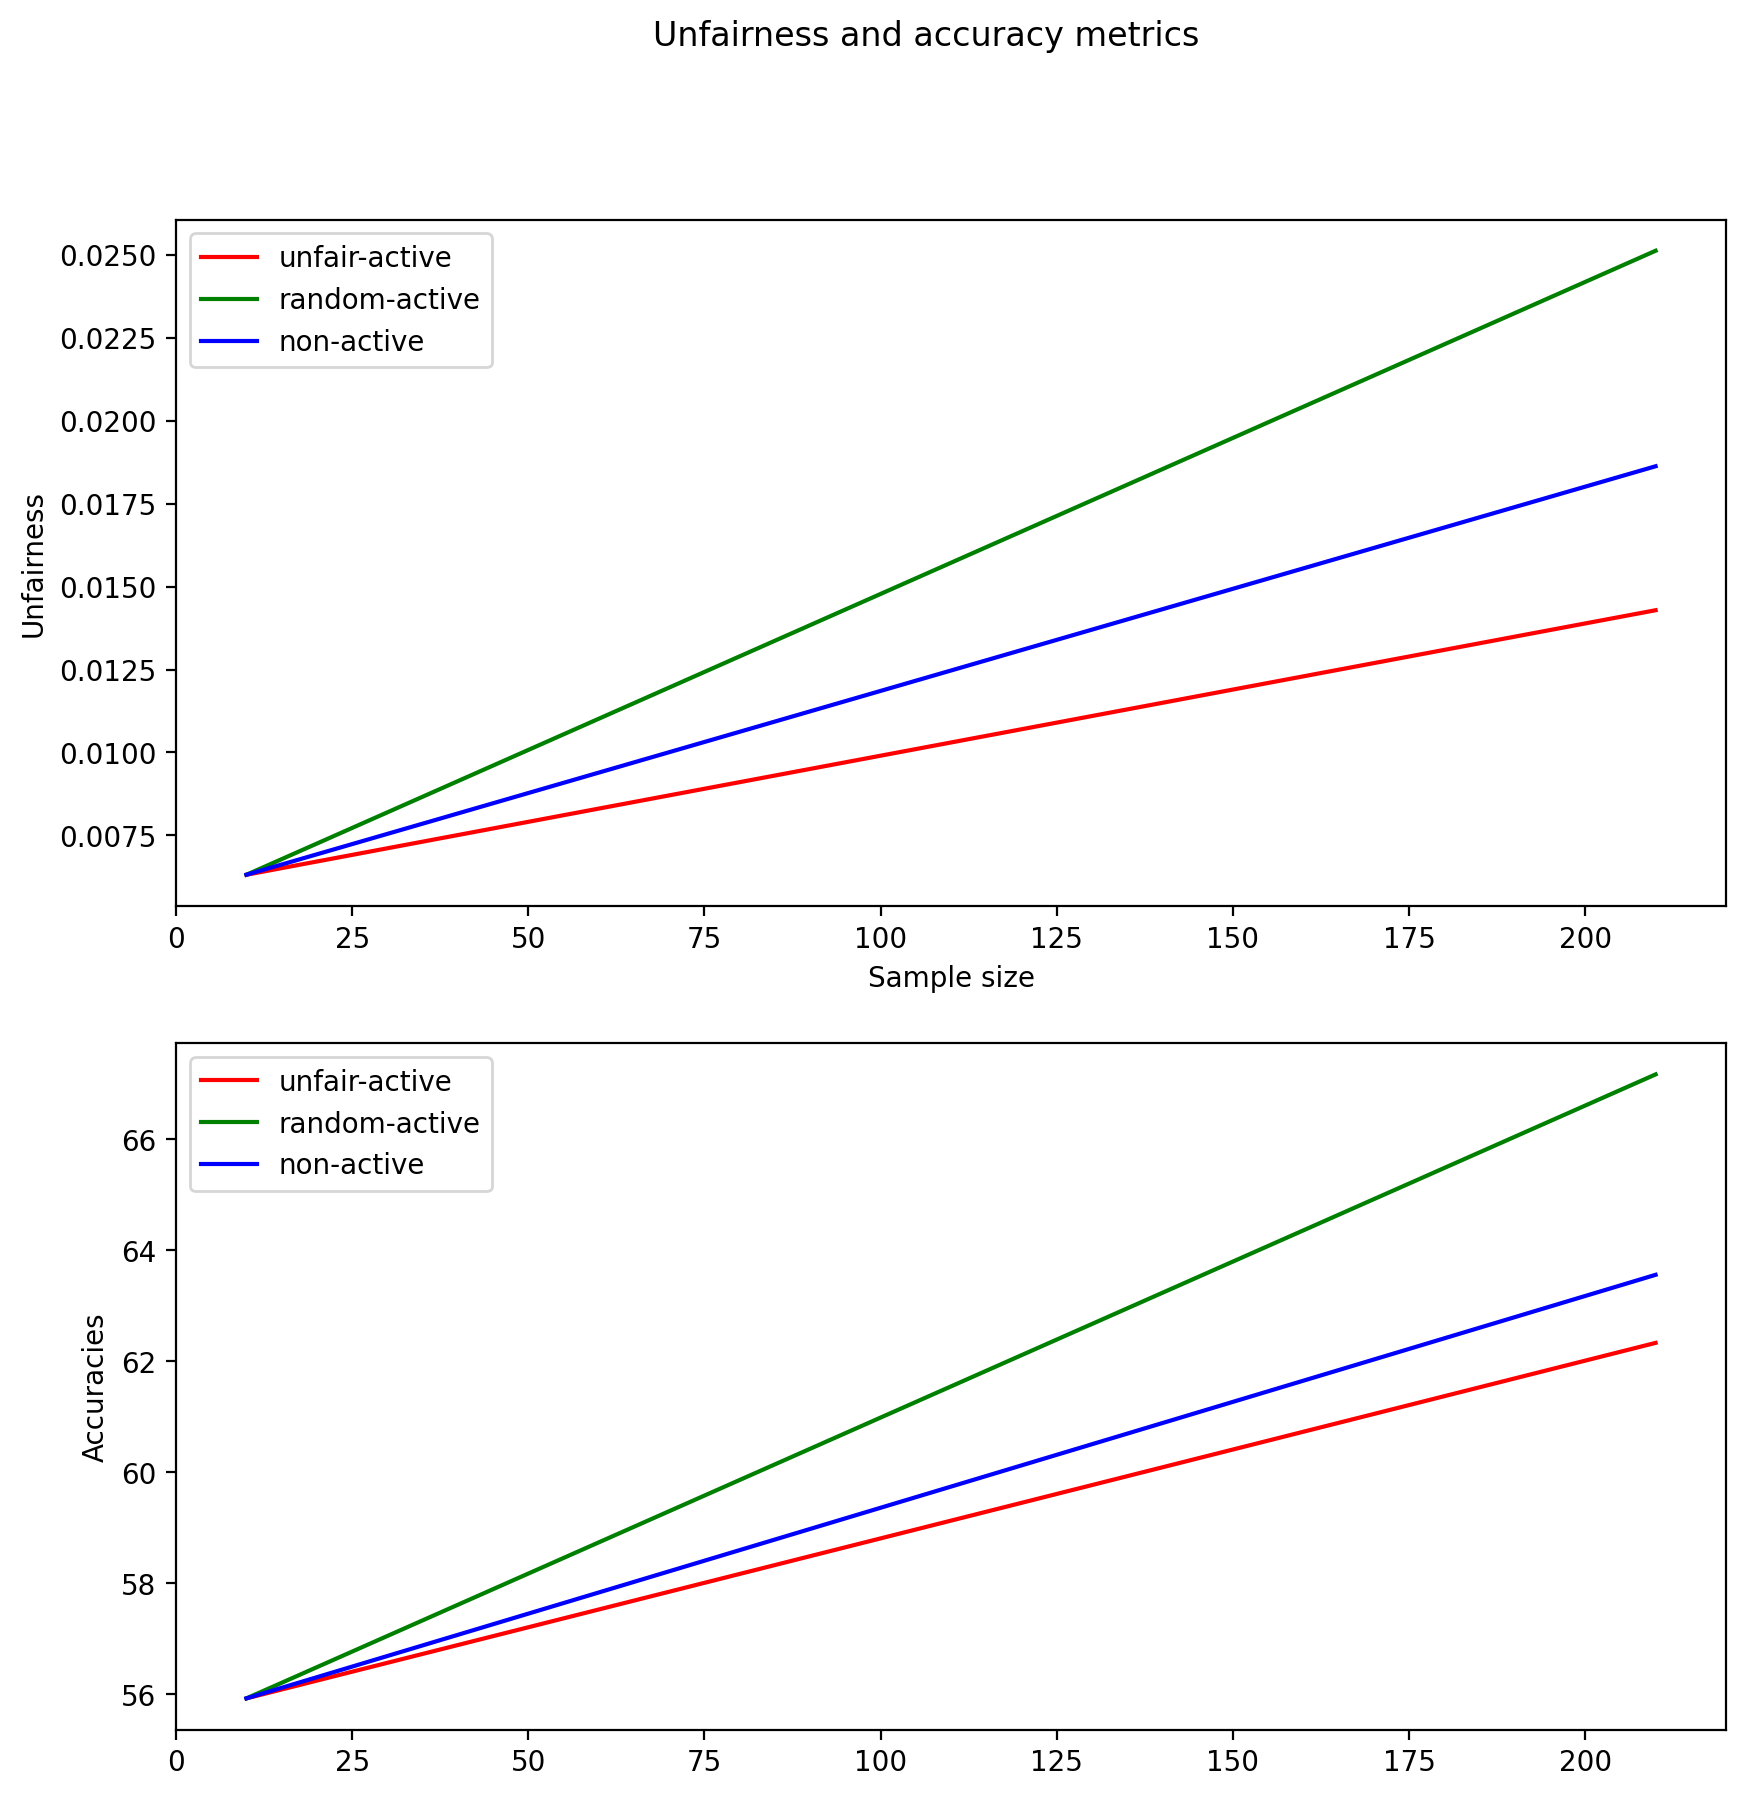 Unfairness and accuracy metrics
unfair-active
random-active
non-active
0.0250
0.0225
0.0200
0.0175
0.0150
0.0125
0.0100
0.0075
Unfairness
0 25 50 75 100 125 150 175 200
Sample size
unfair-active
random-active
non-active
66
64
62
60
58
56
Accuracies
0 25 50 75 100 125 150 175 200